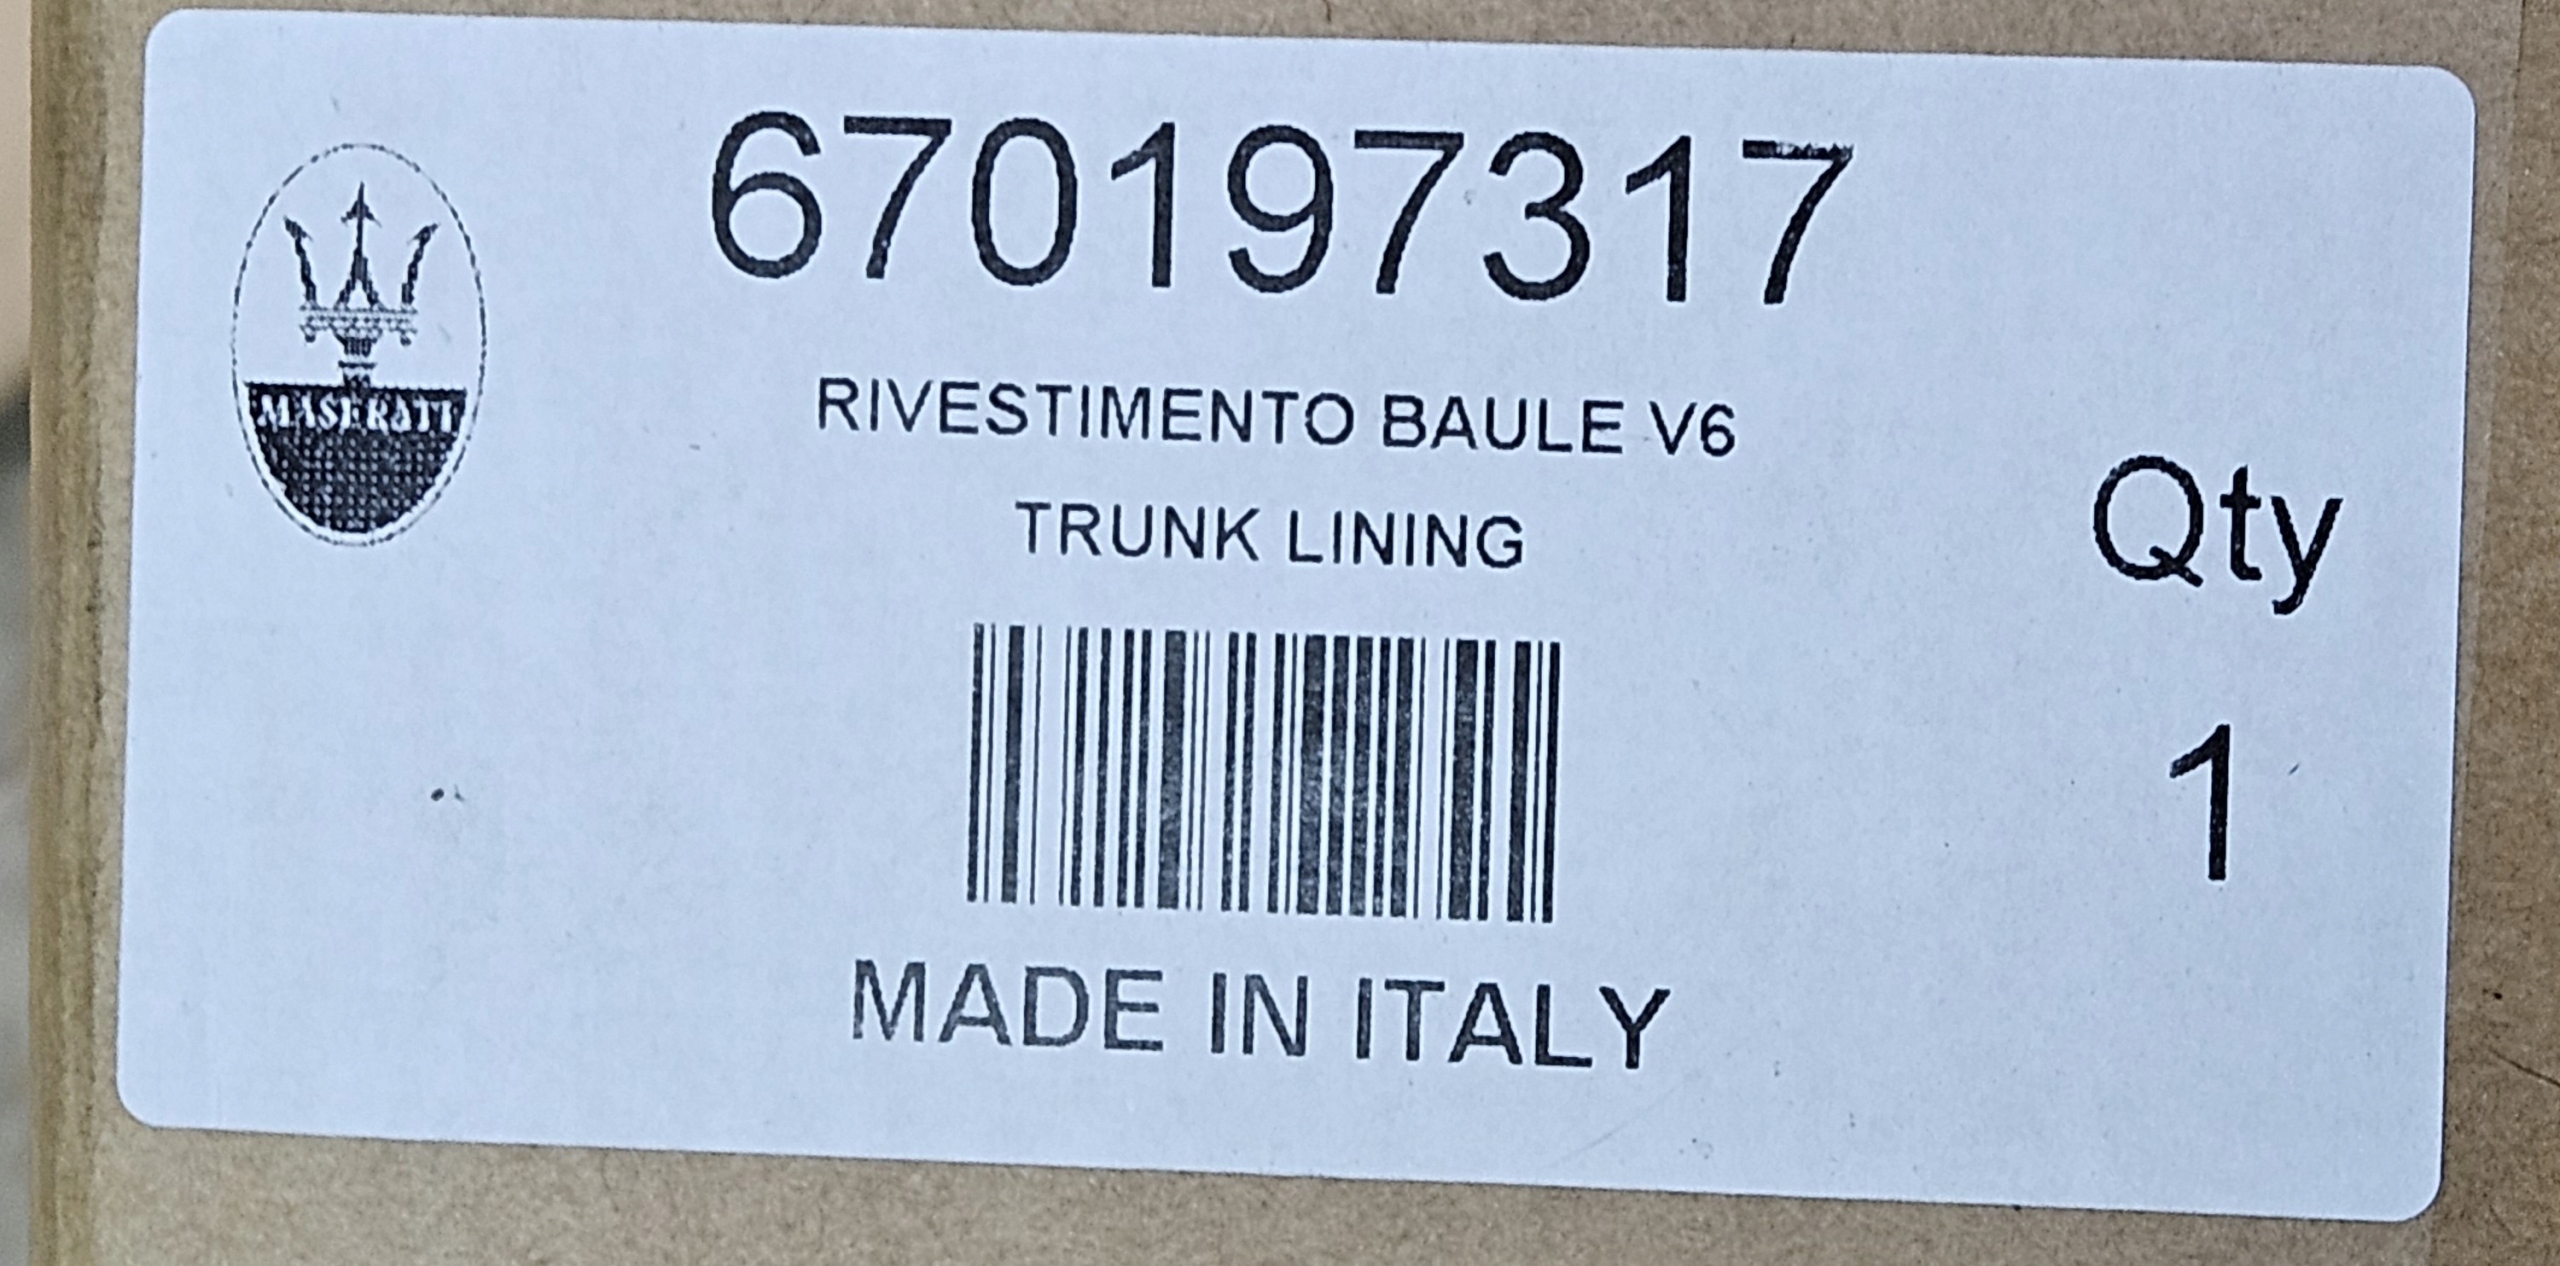 670197317
MASERATI
RIVESTIMENTO BAULE V6
TRUNK LINING
Qty
1
MADE IN ITALY